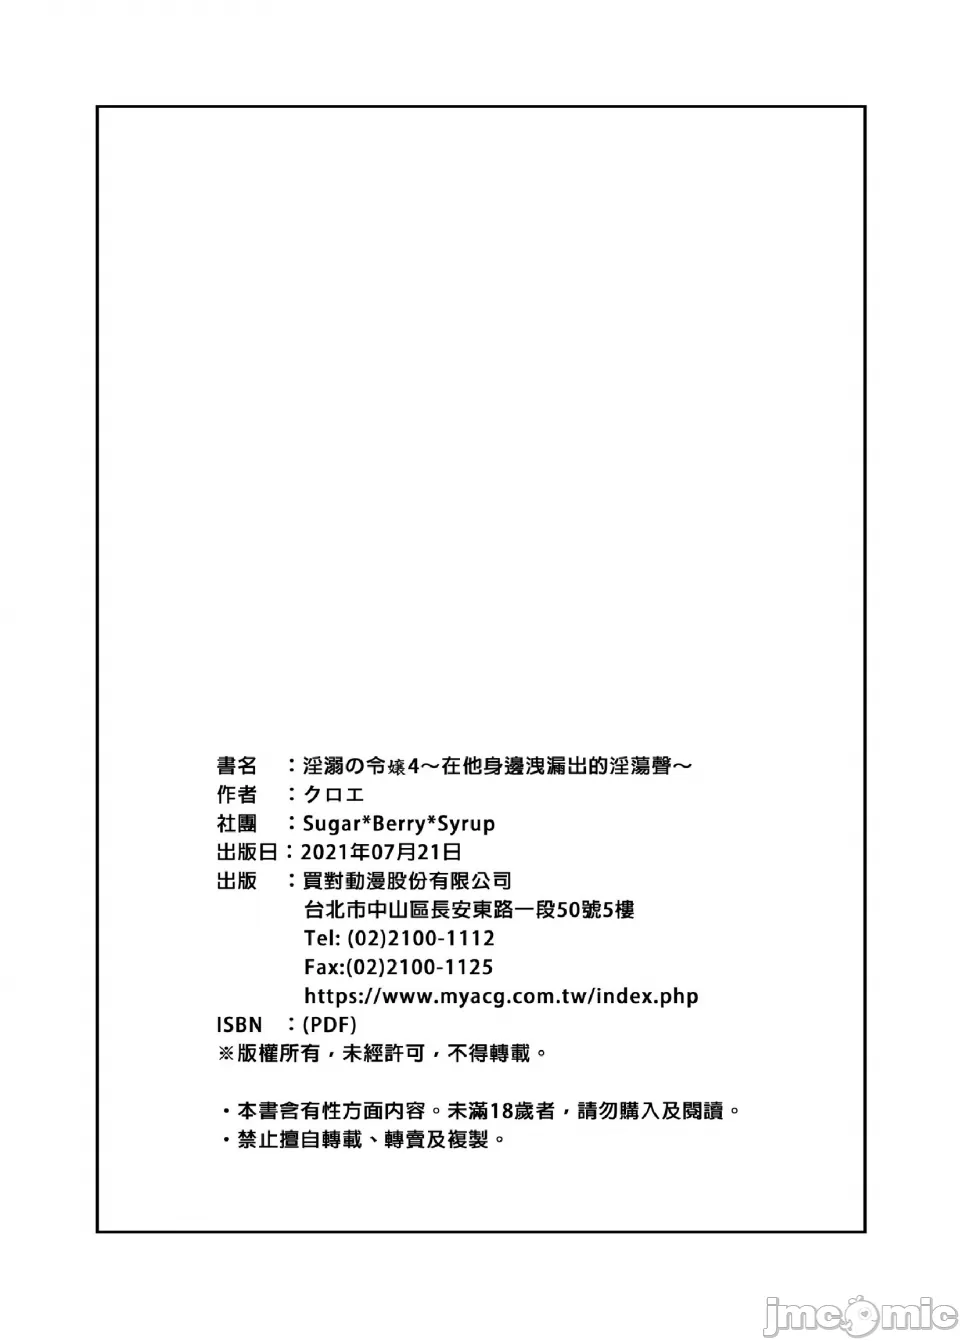 書名　：淫溺の令嬢4～在他身邊洩漏出的淫蕩聲～
作者　：クロエ
社團　：Sugar*Berry*Syrup
出版日：2021年07月21日
出版　：買對動漫股份有限公司
台北市中山區長安東路一段50號5樓
Tel: (02)2100-1112
Fax:(02)2100-1125
https://www.myacg.com.tw/index.php
ISBN　：(PDF)
※版權所有，未經許可，不得轉載。
・本書含有性方面內容。未滿18歲者，請勿購入及閱讀。
・禁止擅自轉載、轉賣及複製。
jmcomic